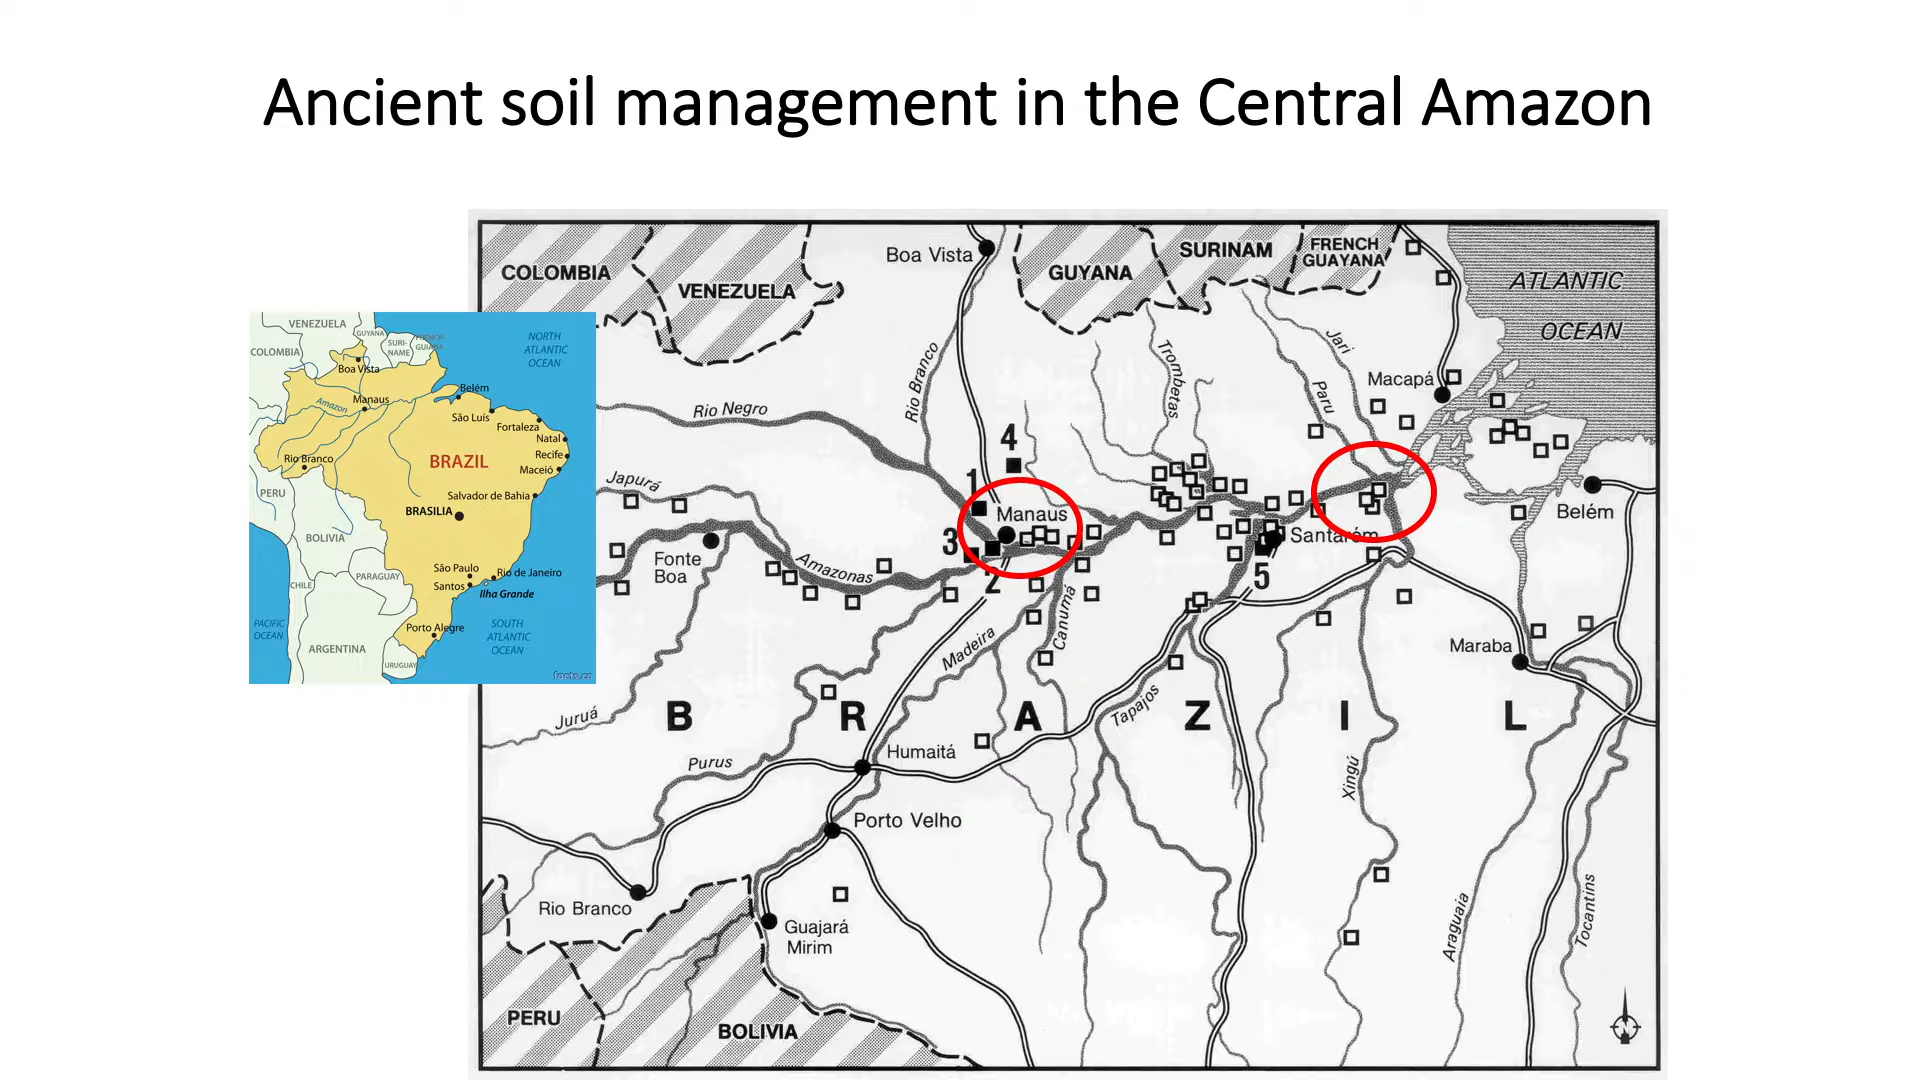 Ancient soil management in the Central Amazon
COLOMBIA
VENEZUELA
Boa Vista
GUYANA
SURINAM
FRENCH
GUAYANA
ATLANTIC
OCEAN
Rio Negro
Rio Branco
Trombetas
Jari
Paru
Macapá
Japurá
1
4
Manaus
3
2
Fonte
Boa
Amazonas
Santarém
5
Belém
Canumá
Madeira
Maraba
Tapajos
Juruá
B R A Z I L
Purus
Humaitá
Xingú
Porto Velho
Rio Branco
Guajará
Mirim
Araguaia
Tocantins
PERU
BOLIVIA
N
VENEZUELA
GUYANA
SURI-
NAME
FRENCH
GUIANA
COLOMBIA
NORTH
ATLANTIC
OCEAN
Boa Vista
Belém
Manaus
Amazon
São Luís
Fortaleza
Natal
Recife
Maceió
Rio Branco
BRAZIL
PERU
Salvador de Bahia
BRASILIA
BOLIVIA
São Paulo
Rio de Janeiro
PARAGUAY
Santos
Ilha Grande
CHILE
PACIFIC
OCEAN
Porto Alegre
SOUTH
ATLANTIC
OCEAN
ARGENTINA
URUGUAY
facts.co